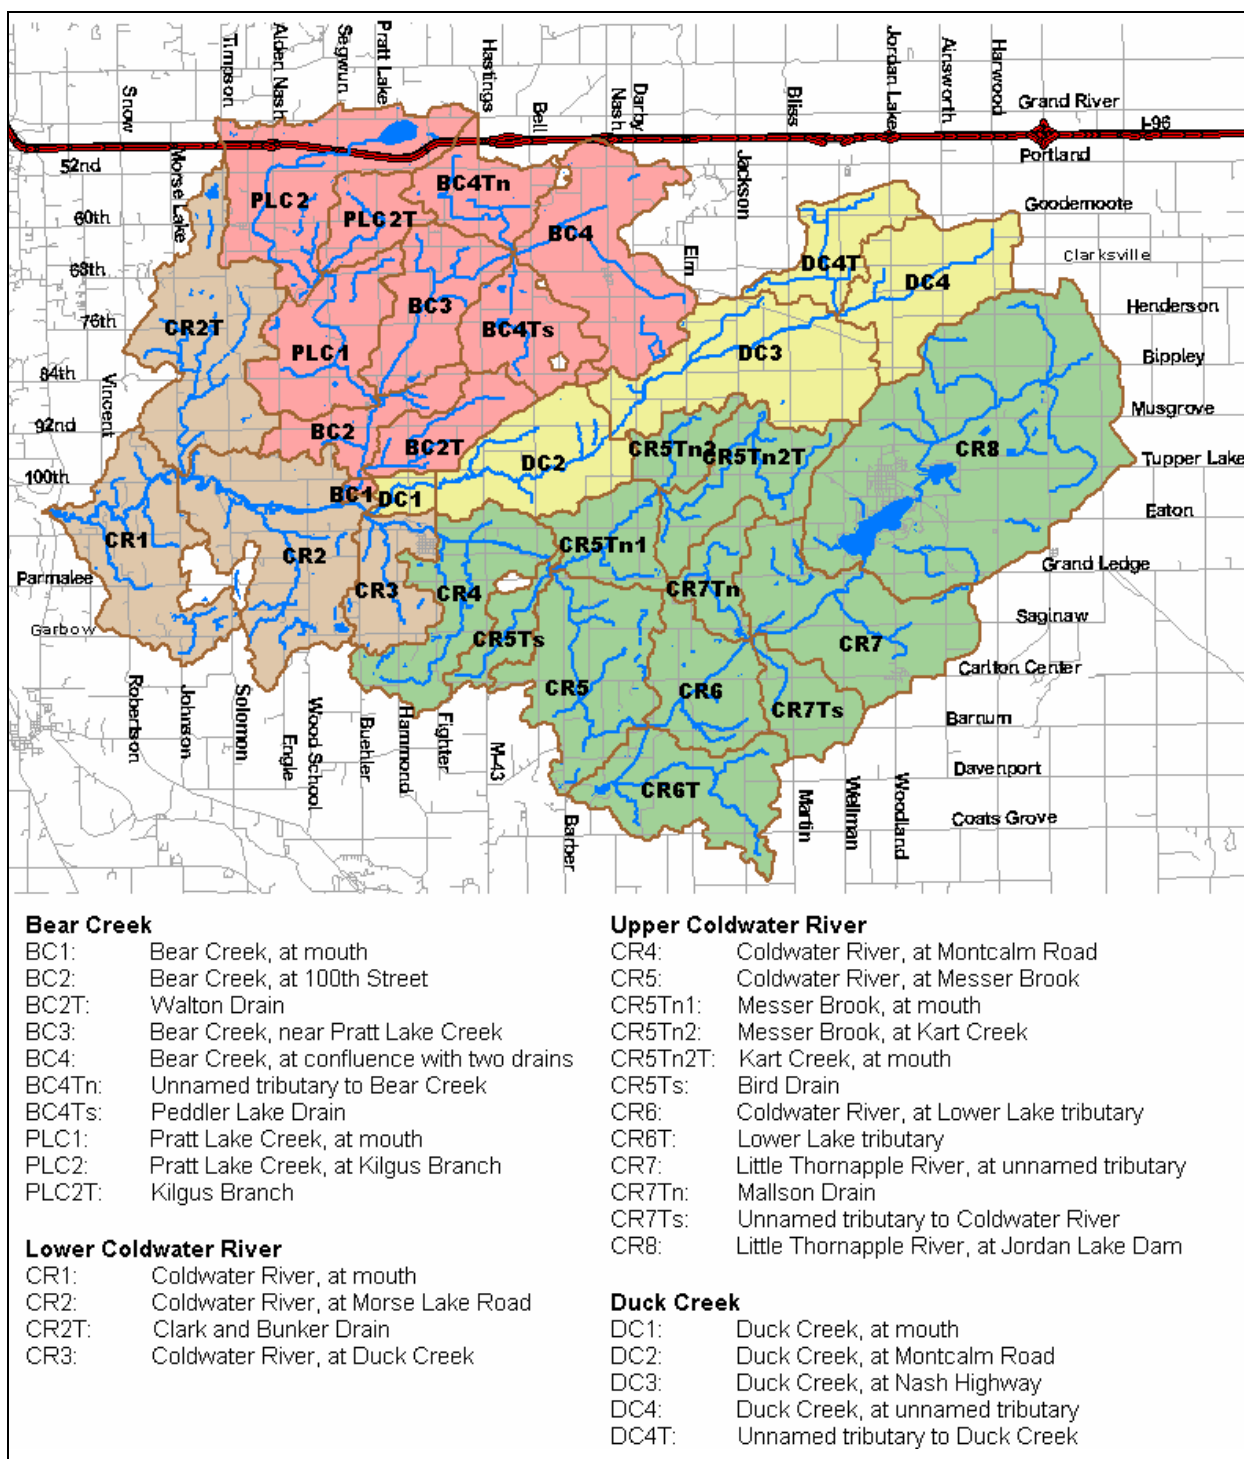 Timpson
Alden Nash
Segwun
Pratt Lake
Hastings
Bell
Nash
Darby
Bliss
Jordan Lake
Ainsworth
Harwood
Grand River
I-96
Portland
Snow
Morse Lake
52nd
60th
68th
76th
84th
92nd
100th
Vincent
Jackson
Elm
Goodemoote
Clarksville
Henderson
Bippley
Musgrove
Tupper Lake
Eaton
Grand Ledge
Saginaw
Carlton Center
Barnum
Davenport
Coats Grove
PLC2
PLC2T
BC4Tn
BC4
BC3
BC4Ts
PLC1
CR2T
DC4T
DC4
DC3
BC2
BC2T
DC2
CR5Tn2
CR5Tn2T
CR8
BC1
DC1
CR1
CR2
CR3
CR4
CR5Tn1
CR7Tn
CR5Ts
CR7
CR5
CR6
CR7Ts
CR6T
Parmalee
Garbow
Robertson
Johnson
Solomon
Engle
Wood School
Buehler
Hammond
Fighter
M-43
Barber
Martin
Wellman
Woodland
Bear Creek
BC1: Bear Creek, at mouth
BC2: Bear Creek, at 100th Street
BC2T: Walton Drain
BC3: Bear Creek, near Pratt Lake Creek
BC4: Bear Creek, at confluence with two drains
BC4Tn: Unnamed tributary to Bear Creek
BC4Ts: Peddler Lake Drain
PLC1: Pratt Lake Creek, at mouth
PLC2: Pratt Lake Creek, at Kilgus Branch
PLC2T: Kilgus Branch
Lower Coldwater River
CR1: Coldwater River, at mouth
CR2: Coldwater River, at Morse Lake Road
CR2T: Clark and Bunker Drain
CR3: Coldwater River, at Duck Creek
Upper Coldwater River
CR4: Coldwater River, at Montcalm Road
CR5: Coldwater River, at Messer Brook
CR5Tn1: Messer Brook, at mouth
CR5Tn2: Messer Brook, at Kart Creek
CR5Tn2T: Kart Creek, at mouth
CR5Ts: Bird Drain
CR6: Coldwater River, at Lower Lake tributary
CR6T: Lower Lake tributary
CR7: Little Thornapple River, at unnamed tributary
CR7Tn: Mallson Drain
CR7Ts: Unnamed tributary to Coldwater River
CR8: Little Thornapple River, at Jordan Lake Dam
Duck Creek
DC1: Duck Creek, at mouth
DC2: Duck Creek, at Montcalm Road
DC3: Duck Creek, at Nash Highway
DC4: Duck Creek, at unnamed tributary
DC4T: Unnamed tributary to Duck Creek